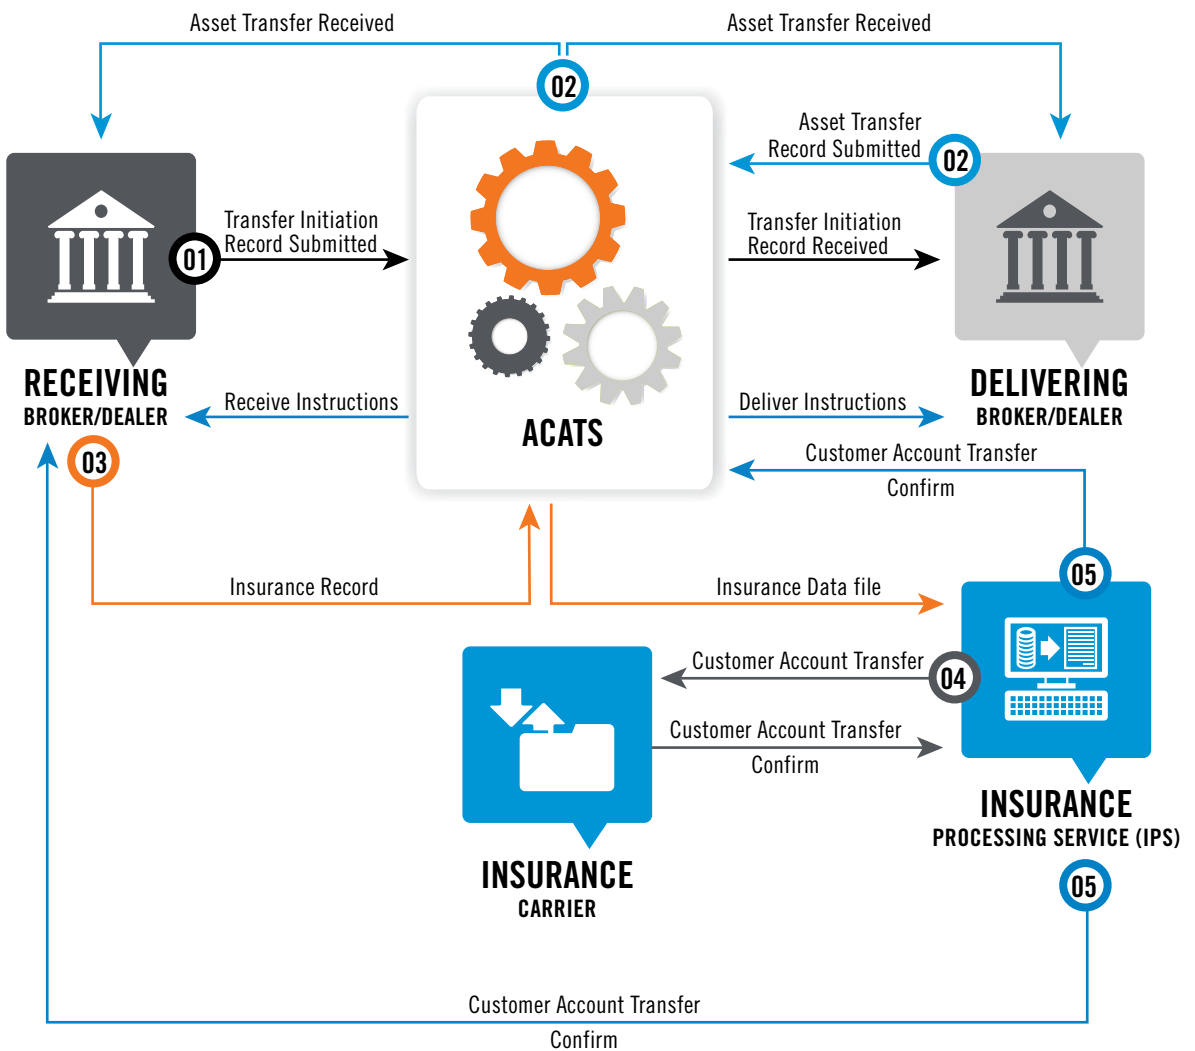 Asset Transfer Received
Asset Transfer Received
02
Asset Transfer
Record Submitted
02
Transfer Initiation
Record Submitted
01
Transfer Initiation
Record Received
RECEIVING
BROKER/DEALER
Receive Instructions
ACATS
Deliver Instructions
DELIVERING
BROKER/DEALER
03
Customer Account Transfer
Confirm
05
Insurance Record
Insurance Data file
Customer Account Transfer
04
Customer Account Transfer
Confirm
INSURANCE
PROCESSING SERVICE (IPS)
INSURANCE
CARRIER
05
Customer Account Transfer
Confirm